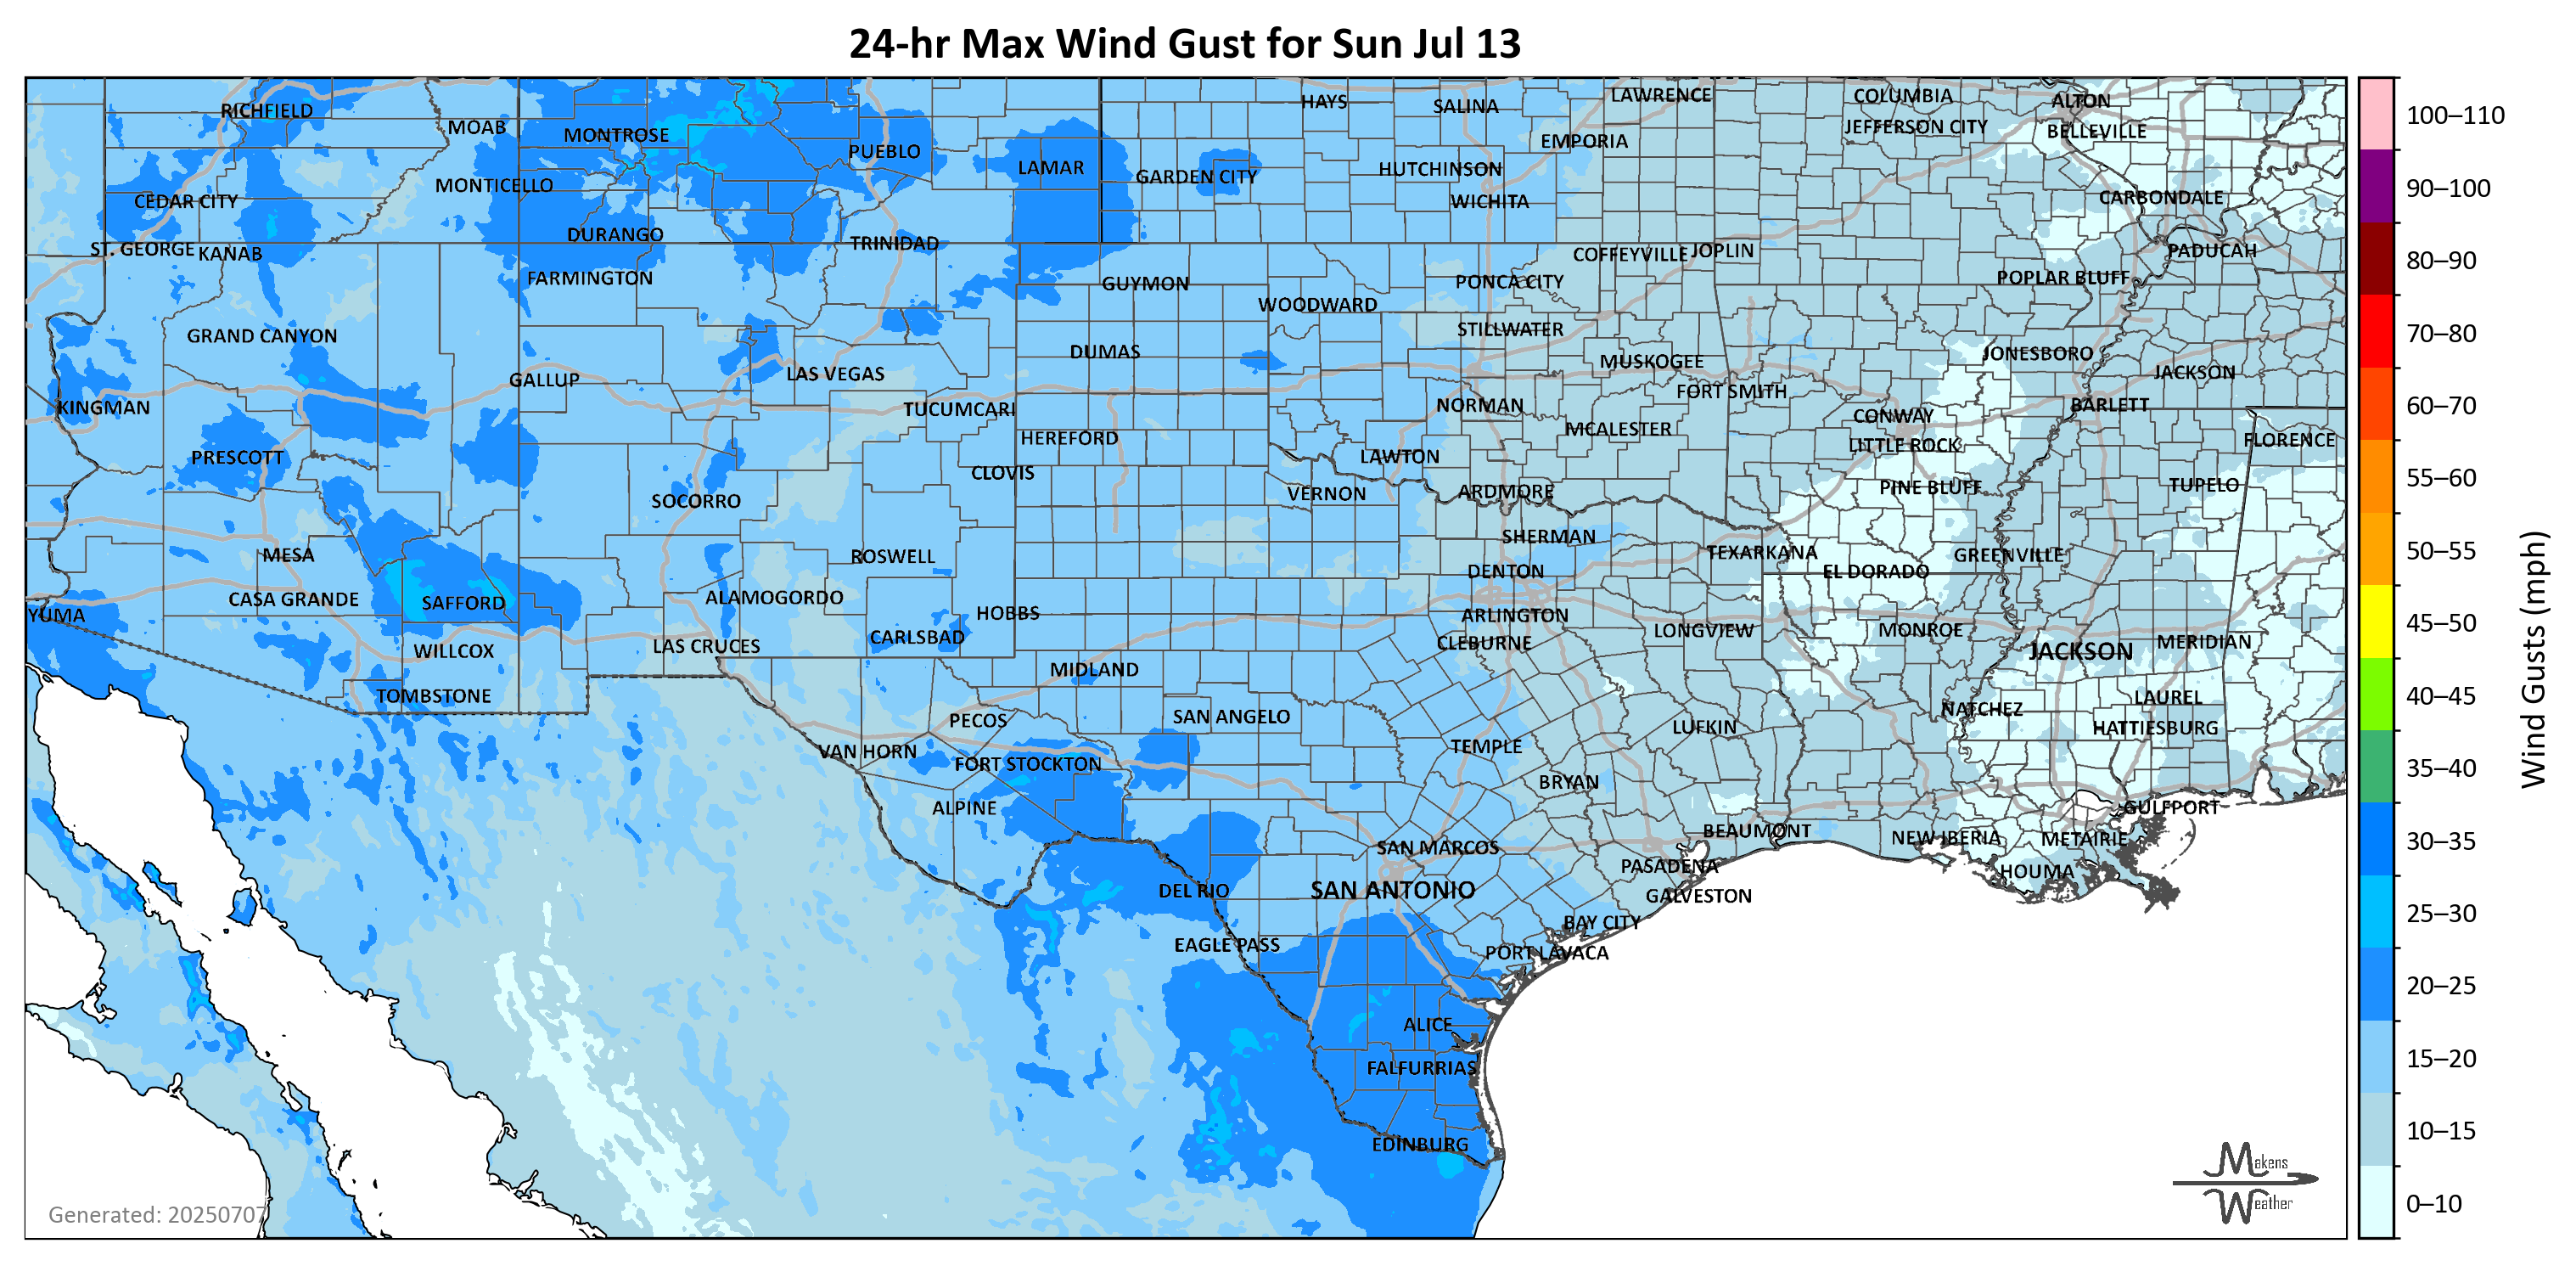 24-hr Max Wind Gust for Sun Jul 13
RICHFIELD
MOAB
MONTROSE
PUEBLO
LAMAR
HAYS
SALINA
LAWRENCE
COLUMBIA
ALTON
EMPORIA
JEFFERSON CITY
BELLEVILLE
GARDEN CITY
HUTCHINSON
MONTICELLO
CEDAR CITY
WICHITA
CARBONDALE
DURANGO
TRINIDAD
ST. GEORGE
KANAB
COFFEYVILLE
JOPLIN
PADUCAH
FARMINGTON
GUYMON
PONCA CITY
POPLAR BLUFF
WOODWARD
GRAND CANYON
STILLWATER
DUMAS
MUSKOGEE
JONESBORO
GALLUP
LAS VEGAS
JACKSON
FORT SMITH
KINGMAN
TUCUMCARI
NORMAN
BARLETT
CONWAY
HEREFORD
MCALESTER
LITTLE ROCK
FLORENCE
PRESCOTT
CLOVIS
LAWTON
SOCORRO
VERNON
ARDMORE
PINE BLUFF
TUPELO
MESA
ROSWELL
SHERMAN
TEXARKANA
GREENVILLE
DENTON
EL DORADO
CASA GRANDE
SAFFORD
ALAMOGORDO
YUMA
HOBBS
ARLINGTON
CARLSBAD
CLEBURNE
LONGVIEW
MONROE
WILLCOX
LAS CRUCES
MIDLAND
JACKSON
MERIDIAN
TOMBSTONE
PECOS
SAN ANGELO
NATCHEZ
LAUREL
LUFKIN
HATTIESBURG
VAN HORN
FORT STOCKTON
TEMPLE
BRYAN
ALPINE
GULFPORT
SAN MARCOS
BEAUMONT
NEW IBERIA
METAIRIE
PASADENA
HOUMA
DEL RIO
SAN ANTONIO
GALVESTON
BAY CITY
EAGLE PASS
PORT LAVACA
ALICE
FALFURRIAS
EDINBURG
Generated: 20250707
Makens
Weather
100–110
90–100
80–90
70–80
60–70
55–60
50–55
45–50
40–45
35–40
30–35
25–30
20–25
15–20
10–15
0–10
Wind Gusts (mph)